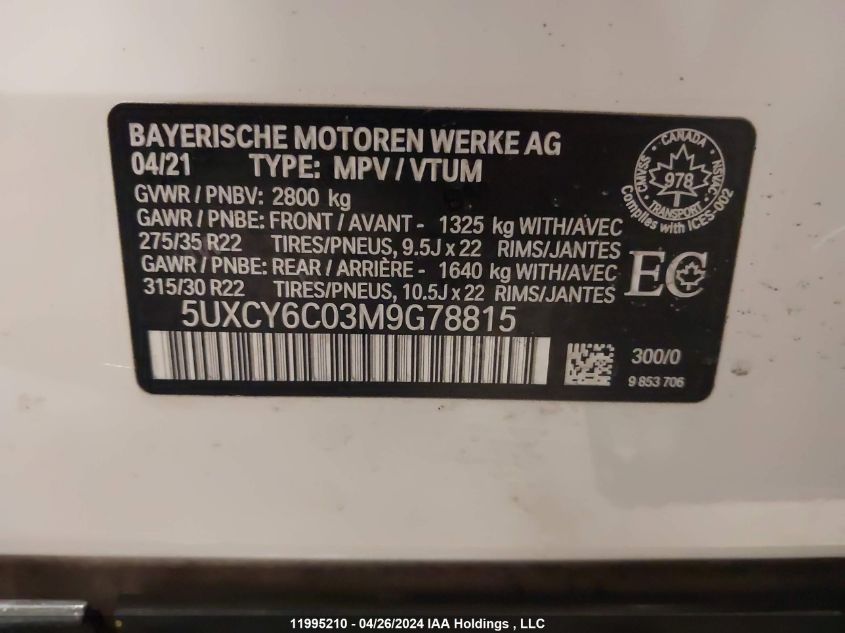 BAYERISCHE MOTOREN WERKE AG
04/21 TYPE: MPV / VTUM
GVWR / PNBV: 2800 kg
GAWR / PNBE: FRONT / AVANT - 1325 kg WITH/AVEC
275/35 R22 TIRES/PNEUS, 9.5J x 22 RIMS/JANTES
GAWR / PNBE: REAR / ARRIÈRE - 1640 kg WITH/AVEC
315/30 R22 TIRES/PNEUS, 10.5J x 22 RIMS/JANTES
5UXCY6C03M9G78815
CANADA
CMVSS 978 NSVAC
TRANSPORT
Complies with ICES-002
EC
300/0
9 853 706
11995210 - 04/26/2024 IAA Holdings , LLC